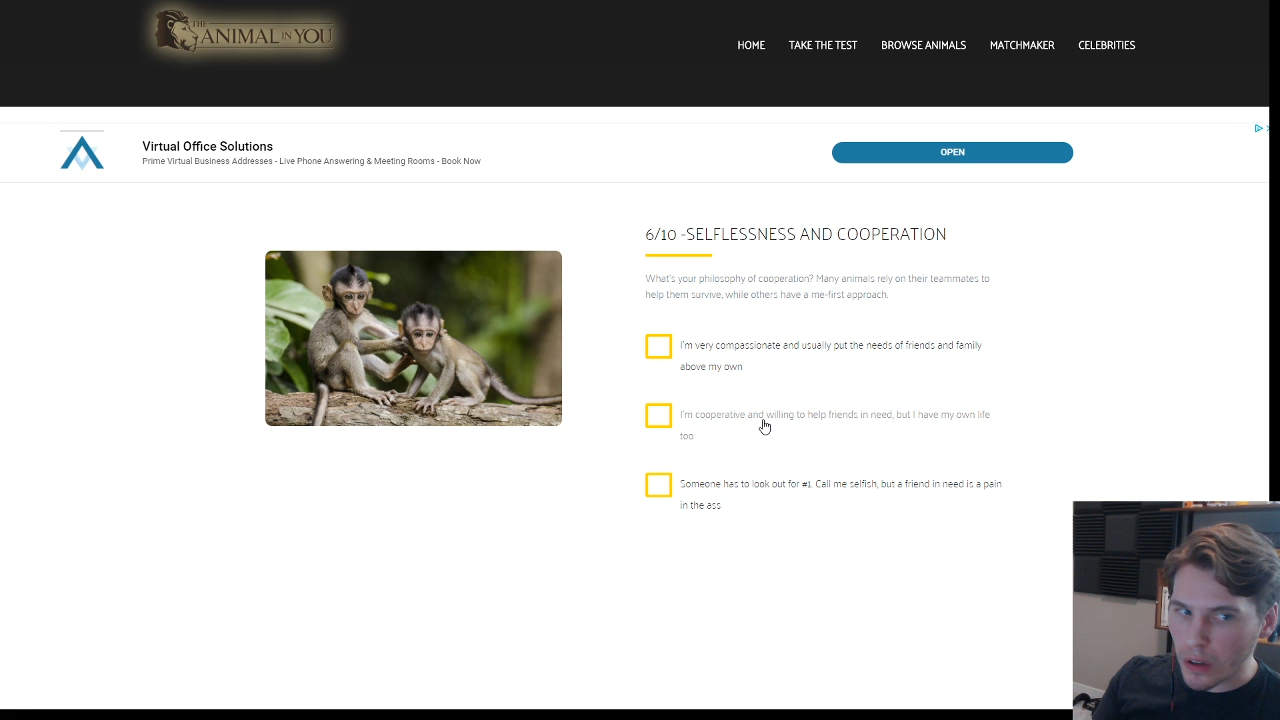 THE
ANIMAL IN YOU
HOME
TAKE THE TEST
BROWSE ANIMALS
MATCHMAKER
CELEBRITIES
Virtual Office Solutions
Prime Virtual Business Addresses - Live Phone Answering & Meeting Rooms - Book Now
OPEN
6/10 -SELFLESSNESS AND COOPERATION
What's your philosophy of cooperation? Many animals rely on their teammates to
help them survive, while others have a me-first approach.
I'm very compassionate and usually put the needs of friends and family
above my own
I'm cooperative and willing to help friends in need, but I have my own life
too
Someone has to look out for #1. Call me selfish, but a friend in need is a pain
in the ass